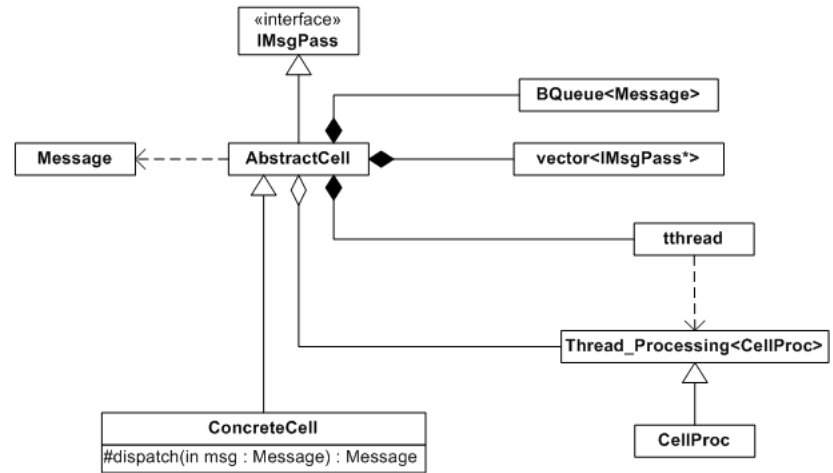 «interface»
IMsgPass
BQueue<Message>
Message
AbstractCell
vector<IMsgPass*>
tthread
Thread_Processing<CellProc>
ConcreteCell
#dispatch(in msg : Message) : Message
CellProc